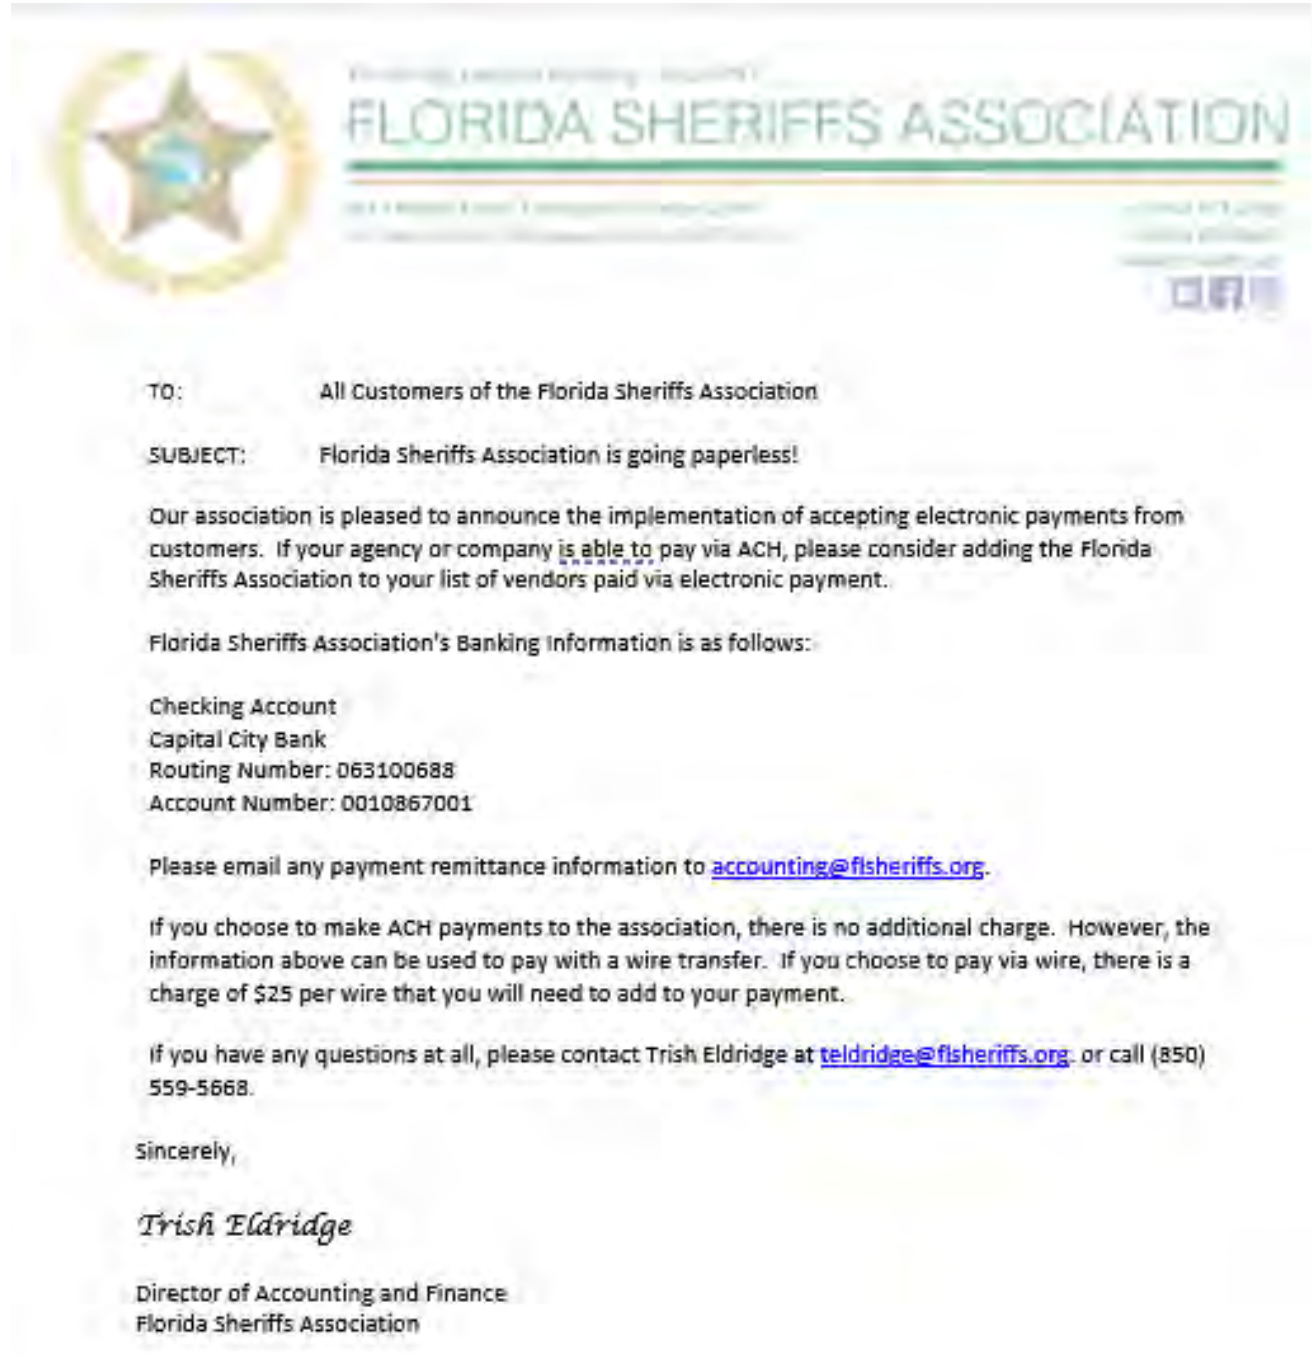 FLORIDA SHERIFFS ASSOCIATION
TO: All Customers of the Florida Sheriffs Association
SUBJECT: Florida Sheriffs Association is going paperless!
Our association is pleased to announce the implementation of accepting electronic payments from
customers. If your agency or company is able to pay via ACH, please consider adding the Florida
Sheriffs Association to your list of vendors paid via electronic payment.
Florida Sheriffs Association's Banking Information is as follows:
Checking Account
Capital City Bank
Routing Number: 063100688
Account Number: 0010867001
Please email any payment remittance information to accounting@flsheriffs.org.
If you choose to make ACH payments to the association, there is no additional charge. However, the
information above can be used to pay with a wire transfer. If you choose to pay via wire, there is a
charge of $25 per wire that you will need to add to your payment.
If you have any questions at all, please contact Trish Eldridge at teldridge@flsheriffs.org. or call (850)
559-5668.
Sincerely,
Trish Eldridge
Director of Accounting and Finance
Florida Sheriffs Association